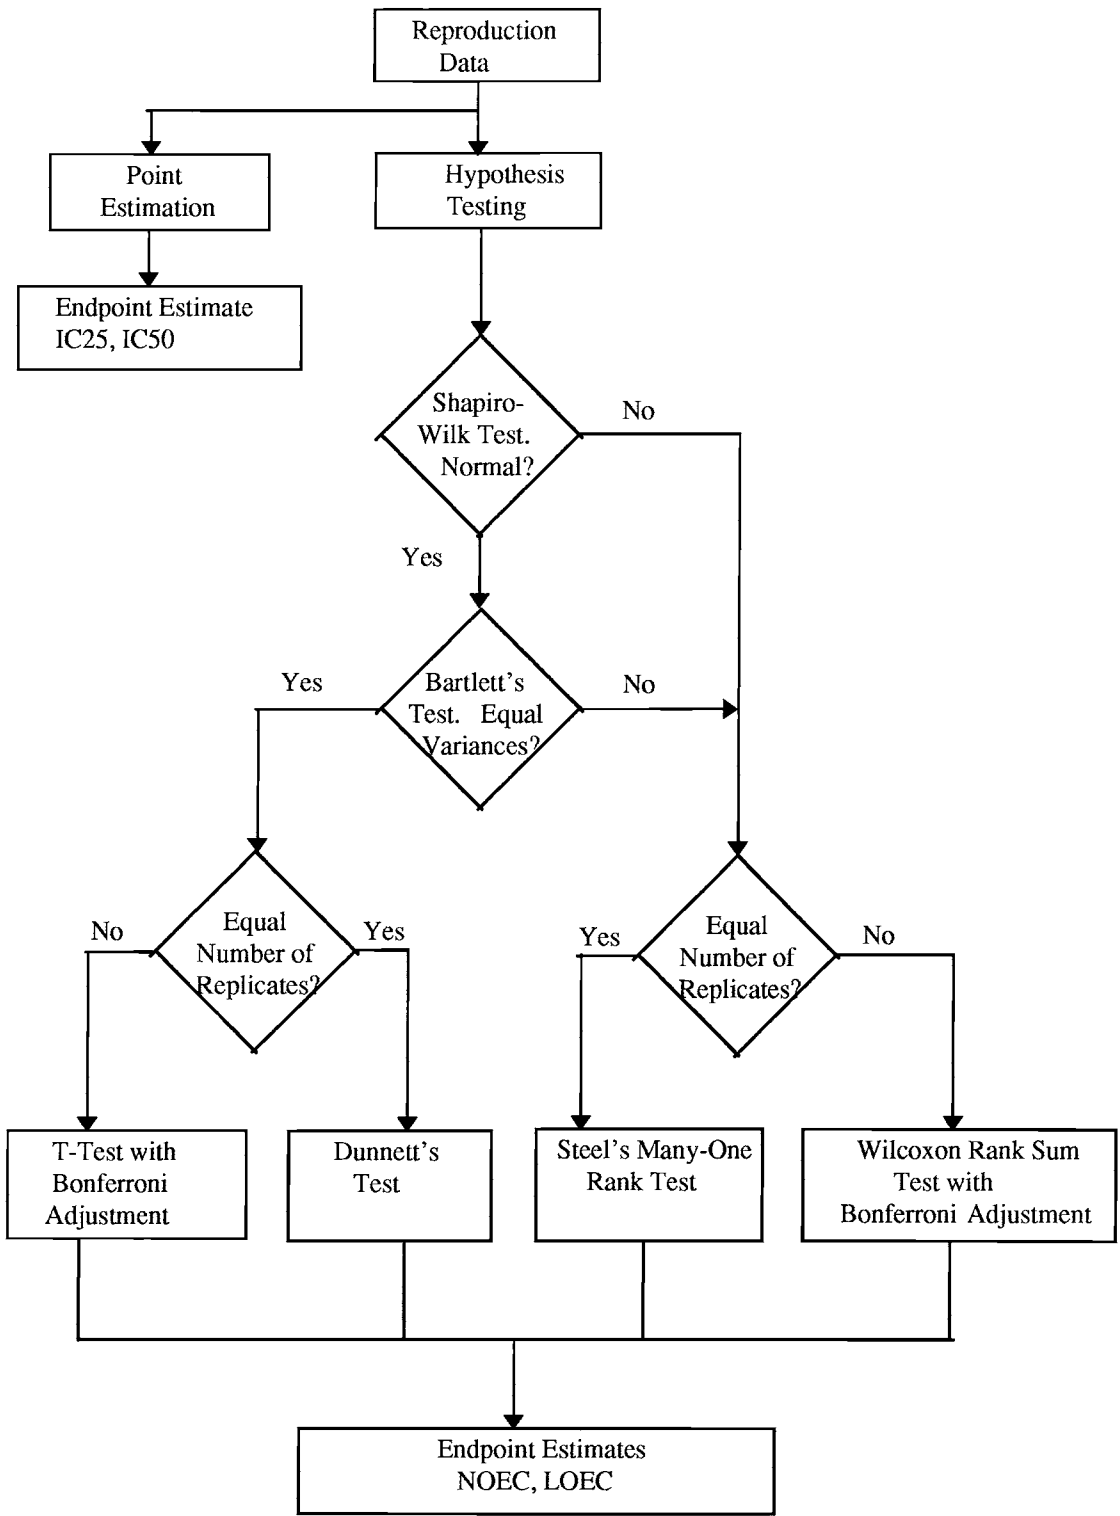 Reproduction
Data
Point
Estimation
Hypothesis
Testing
Endpoint Estimate
IC25, IC50
Shapiro-
Wilk Test.
Normal?
No
Yes
Bartlett's
Test. Equal
Variances?
Yes
No
Equal
Number of
Replicates?
No
Yes
Equal
Number of
Replicates?
Yes
No
T-Test with
Bonferroni
Adjustment
Dunnett's
Test
Steel's Many-One
Rank Test
Wilcoxon Rank Sum
Test with
Bonferroni Adjustment
Endpoint Estimates
NOEC, LOEC